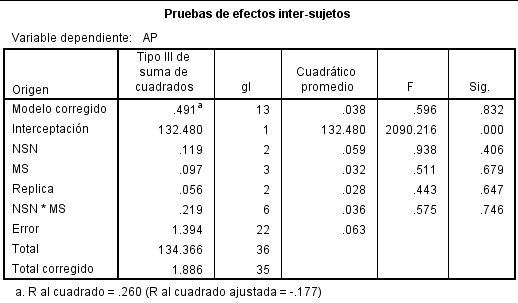 Pruebas de efectos inter-sujetos
Variable dependiente: AP
Origen Tipo III de suma de cuadrados gl Cuadrático promedio F Sig.
Modelo corregido .491a 13 .038 .596 .832
Interceptación 132.480 1 132.480 2090.216 .000
NSN .119 2 .059 .938 .406
MS .097 3 .032 .511 .679
Replica .056 2 .028 .443 .647
NSN * MS .219 6 .036 .575 .746
Error 1.394 22 .063
Total 134.366 36
Total corregido 1.886 35
a. R al cuadrado = .260 (R al cuadrado ajustada = -.177)